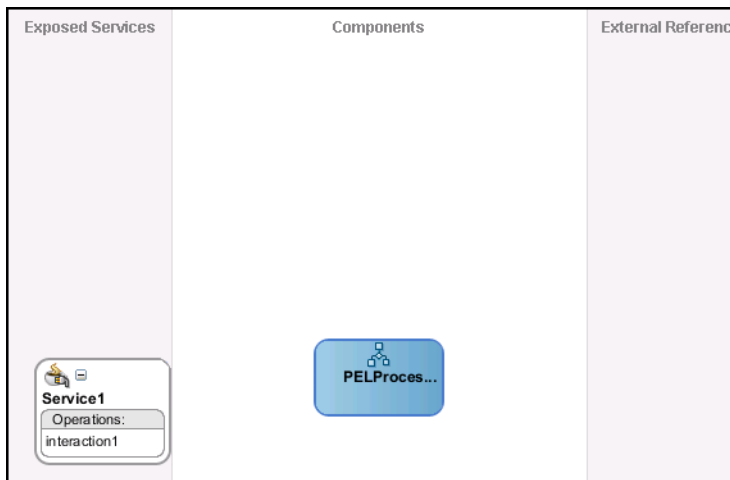 Exposed Services
Components
External Referenc
PELProces...
Service1
Operations:
interaction1